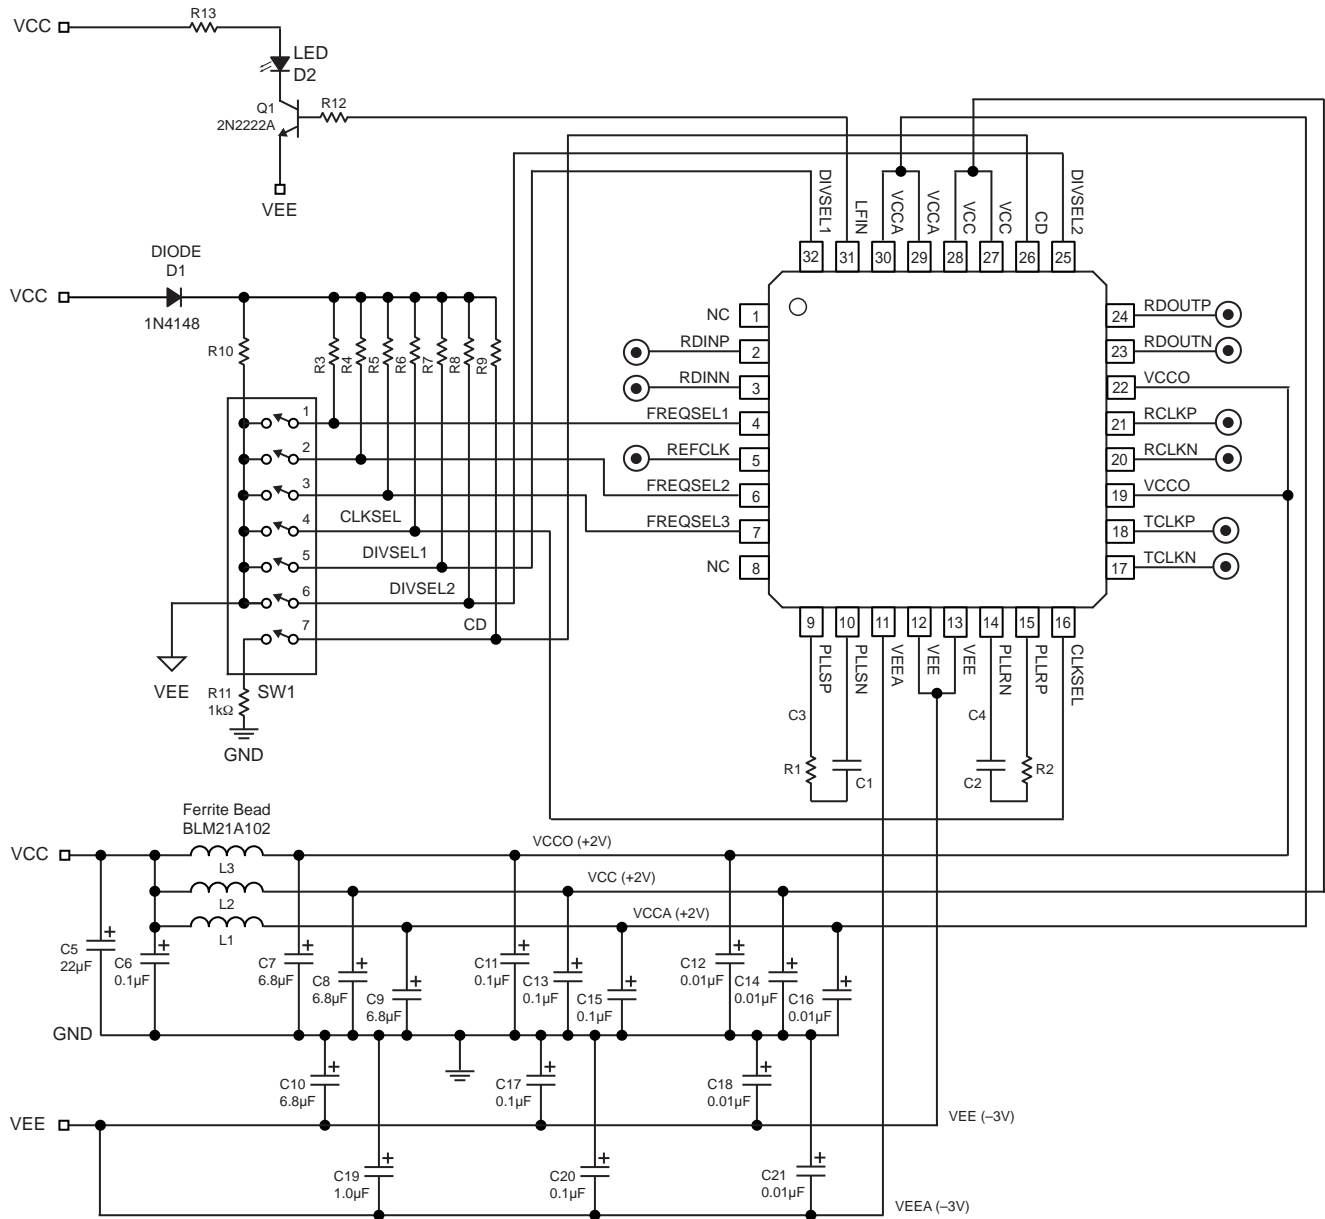 VCC
R13
LED
D2
Q1
2N2222A
R12
VEE
DIODE
D1
VCC
1N4148
R10
R3
R4
R5
R6
R7
R8
R9
1
2
3
4
5
6
7
CLKSEL
DIVSEL1
DIVSEL2
CD
VEE
R11
1kΩ
SW1
GND
DIVSEL1
LFIN
VCCA
VCCA
VCC
VCC
CD
DIVSEL2
32
31
30
29
28
27
26
25
NC
1
RDINP
2
RDINN
3
FREQSEL1
4
REFCLK
5
FREQSEL2
6
FREQSEL3
7
NC
8
24
RDOUTP
23
RDOUTN
22
VCCO
21
RCLKP
20
RCLKN
19
VCCO
18
TCLKP
17
TCLKN
9
10
11
12
13
14
15
16
PLLSP
PLLSN
VEEA
VEE
VEE
PLLRN
PLLRP
CLKSEL
C3
C4
R1
C1
C2
R2
Ferrite Bead
BLM21A102
VCC
L3
L2
L1
VCCO (+2V)
VCC (+2V)
VCCA (+2V)
C5
22µF
C6
0.1µF
C7
6.8µF
C8
6.8µF
C9
6.8µF
C11
0.1µF
C13
0.1µF
C15
0.1µF
C12
0.01µF
C14
0.01µF
C16
0.01µF
GND
C10
6.8µF
C17
0.1µF
C18
0.01µF
VEE
VEE (–3V)
C19
1.0µF
C20
0.1µF
C21
0.01µF
VEEA (–3V)